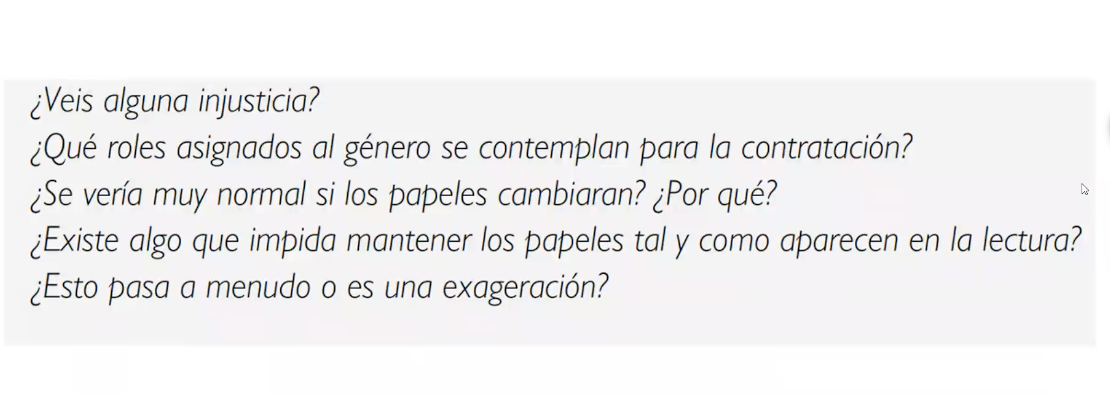 ¿Veis alguna injusticia?
¿Qué roles asignados al género se contemplan para la contratación?
¿Se vería muy normal si los papeles cambiaran? ¿Por qué?
¿Existe algo que impida mantener los papeles tal y como aparecen en la lectura?
¿Esto pasa a menudo o es una exageración?